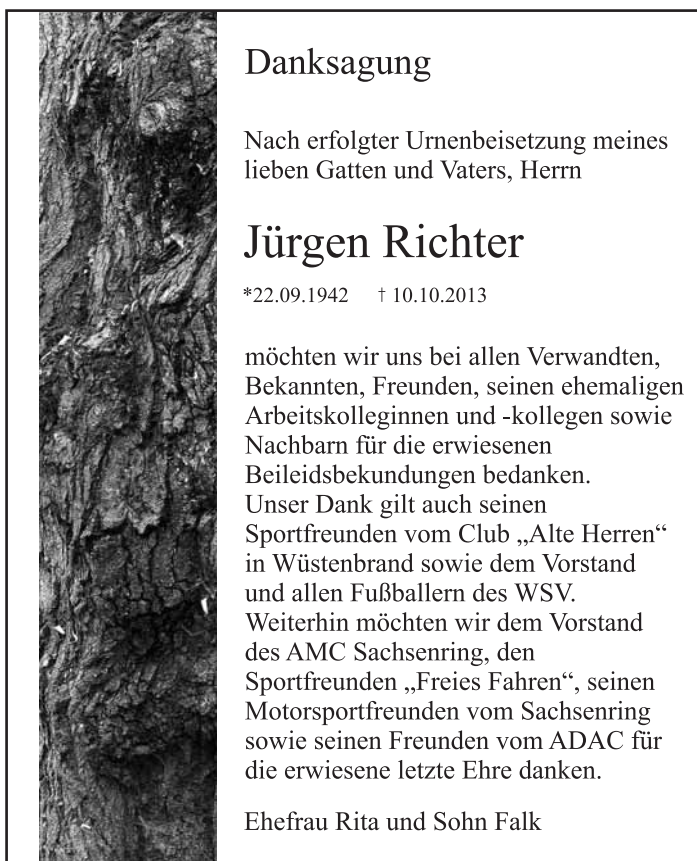 Danksagung
Nach erfolgter Urnenbeisetzung meines
lieben Gatten und Vaters, Herrn
Jürgen Richter
*22.09.1942 † 10.10.2013
möchten wir uns bei allen Verwandten,
Bekannten, Freunden, seinen ehemaligen
Arbeitskolleginnen und -kollegen sowie
Nachbarn für die erwiesenen
Beileidsbekundungen bedanken.
Unser Dank gilt auch seinen
Sportfreunden vom Club „Alte Herren“
in Wüstenbrand sowie dem Vorstand
und allen Fußballern des WSV.
Weiterhin möchten wir dem Vorstand
des AMC Sachsenring, den
Sportfreunden „Freies Fahren“, seinen
Motorsportfreunden vom Sachsenring
sowie seinen Freunden vom ADAC für
die erwiesene letzte Ehre danken.
Ehefrau Rita und Sohn Falk